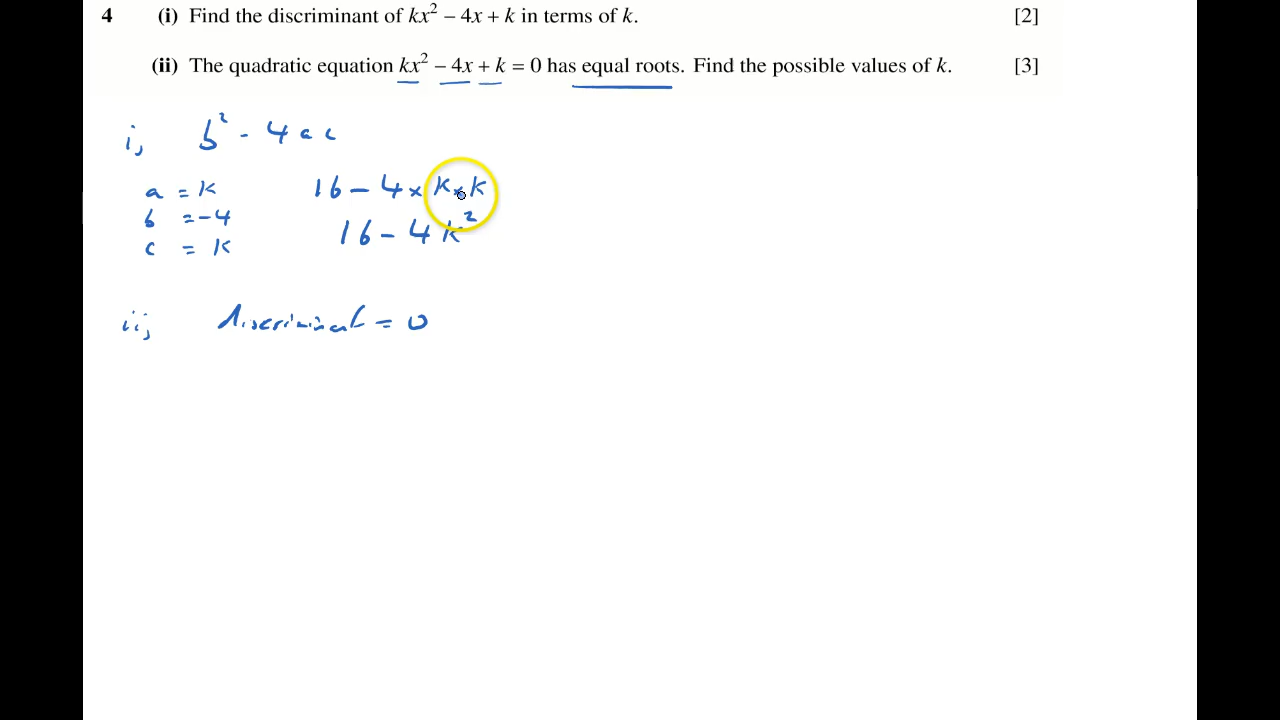 4 (i) Find the discriminant of kx² − 4x + k in terms of k. [2]
(ii) The quadratic equation kx² − 4x + k = 0 has equal roots. Find the possible values of k. [3]
i, b² - 4ac
a = k 16 - 4 × k × k
b = -4 16 - 4k²
c = k
ii, discriminant = 0